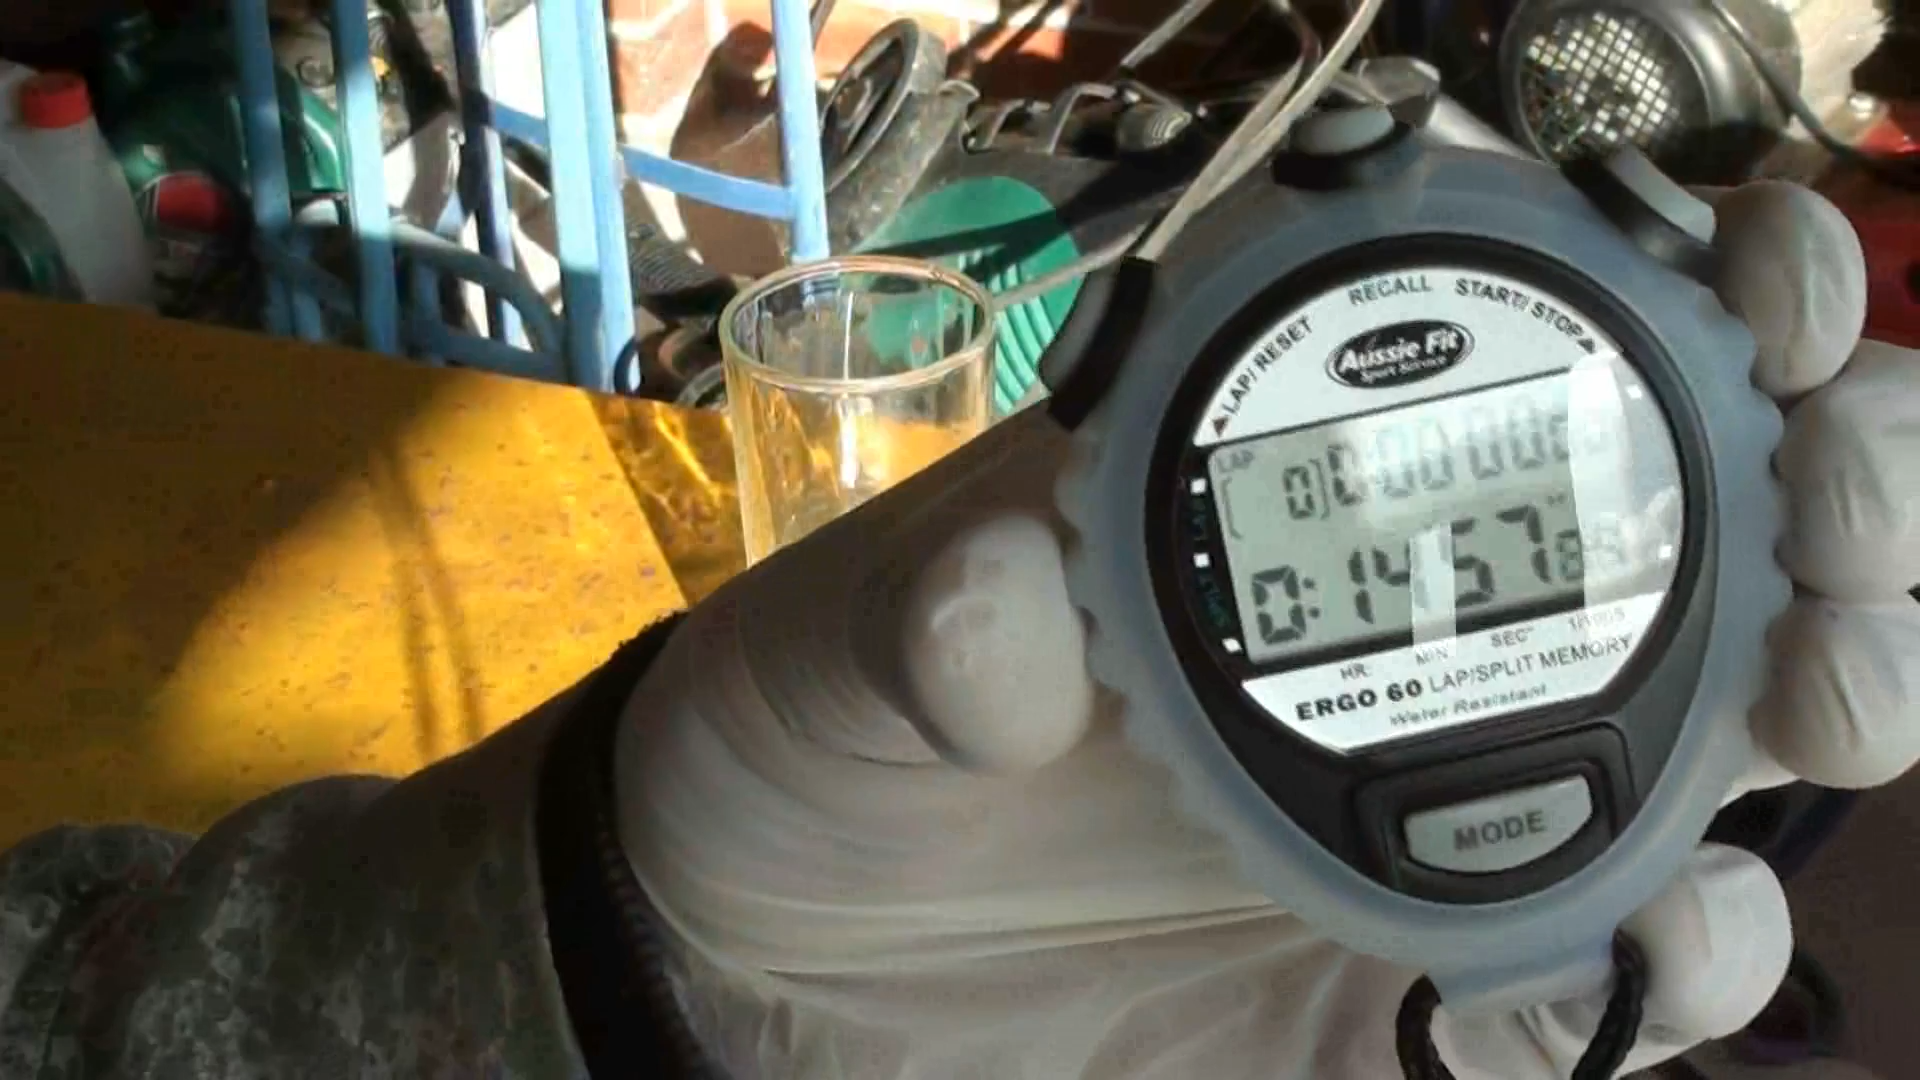 RECALL
START/ STOP▶
◀LAP/ RESET
Aussie Fit
LAP
0:14 57
HR. MIN. SEC"
ERGO 60 LAP/SPLIT MEMORY
Water Resistant
MODE